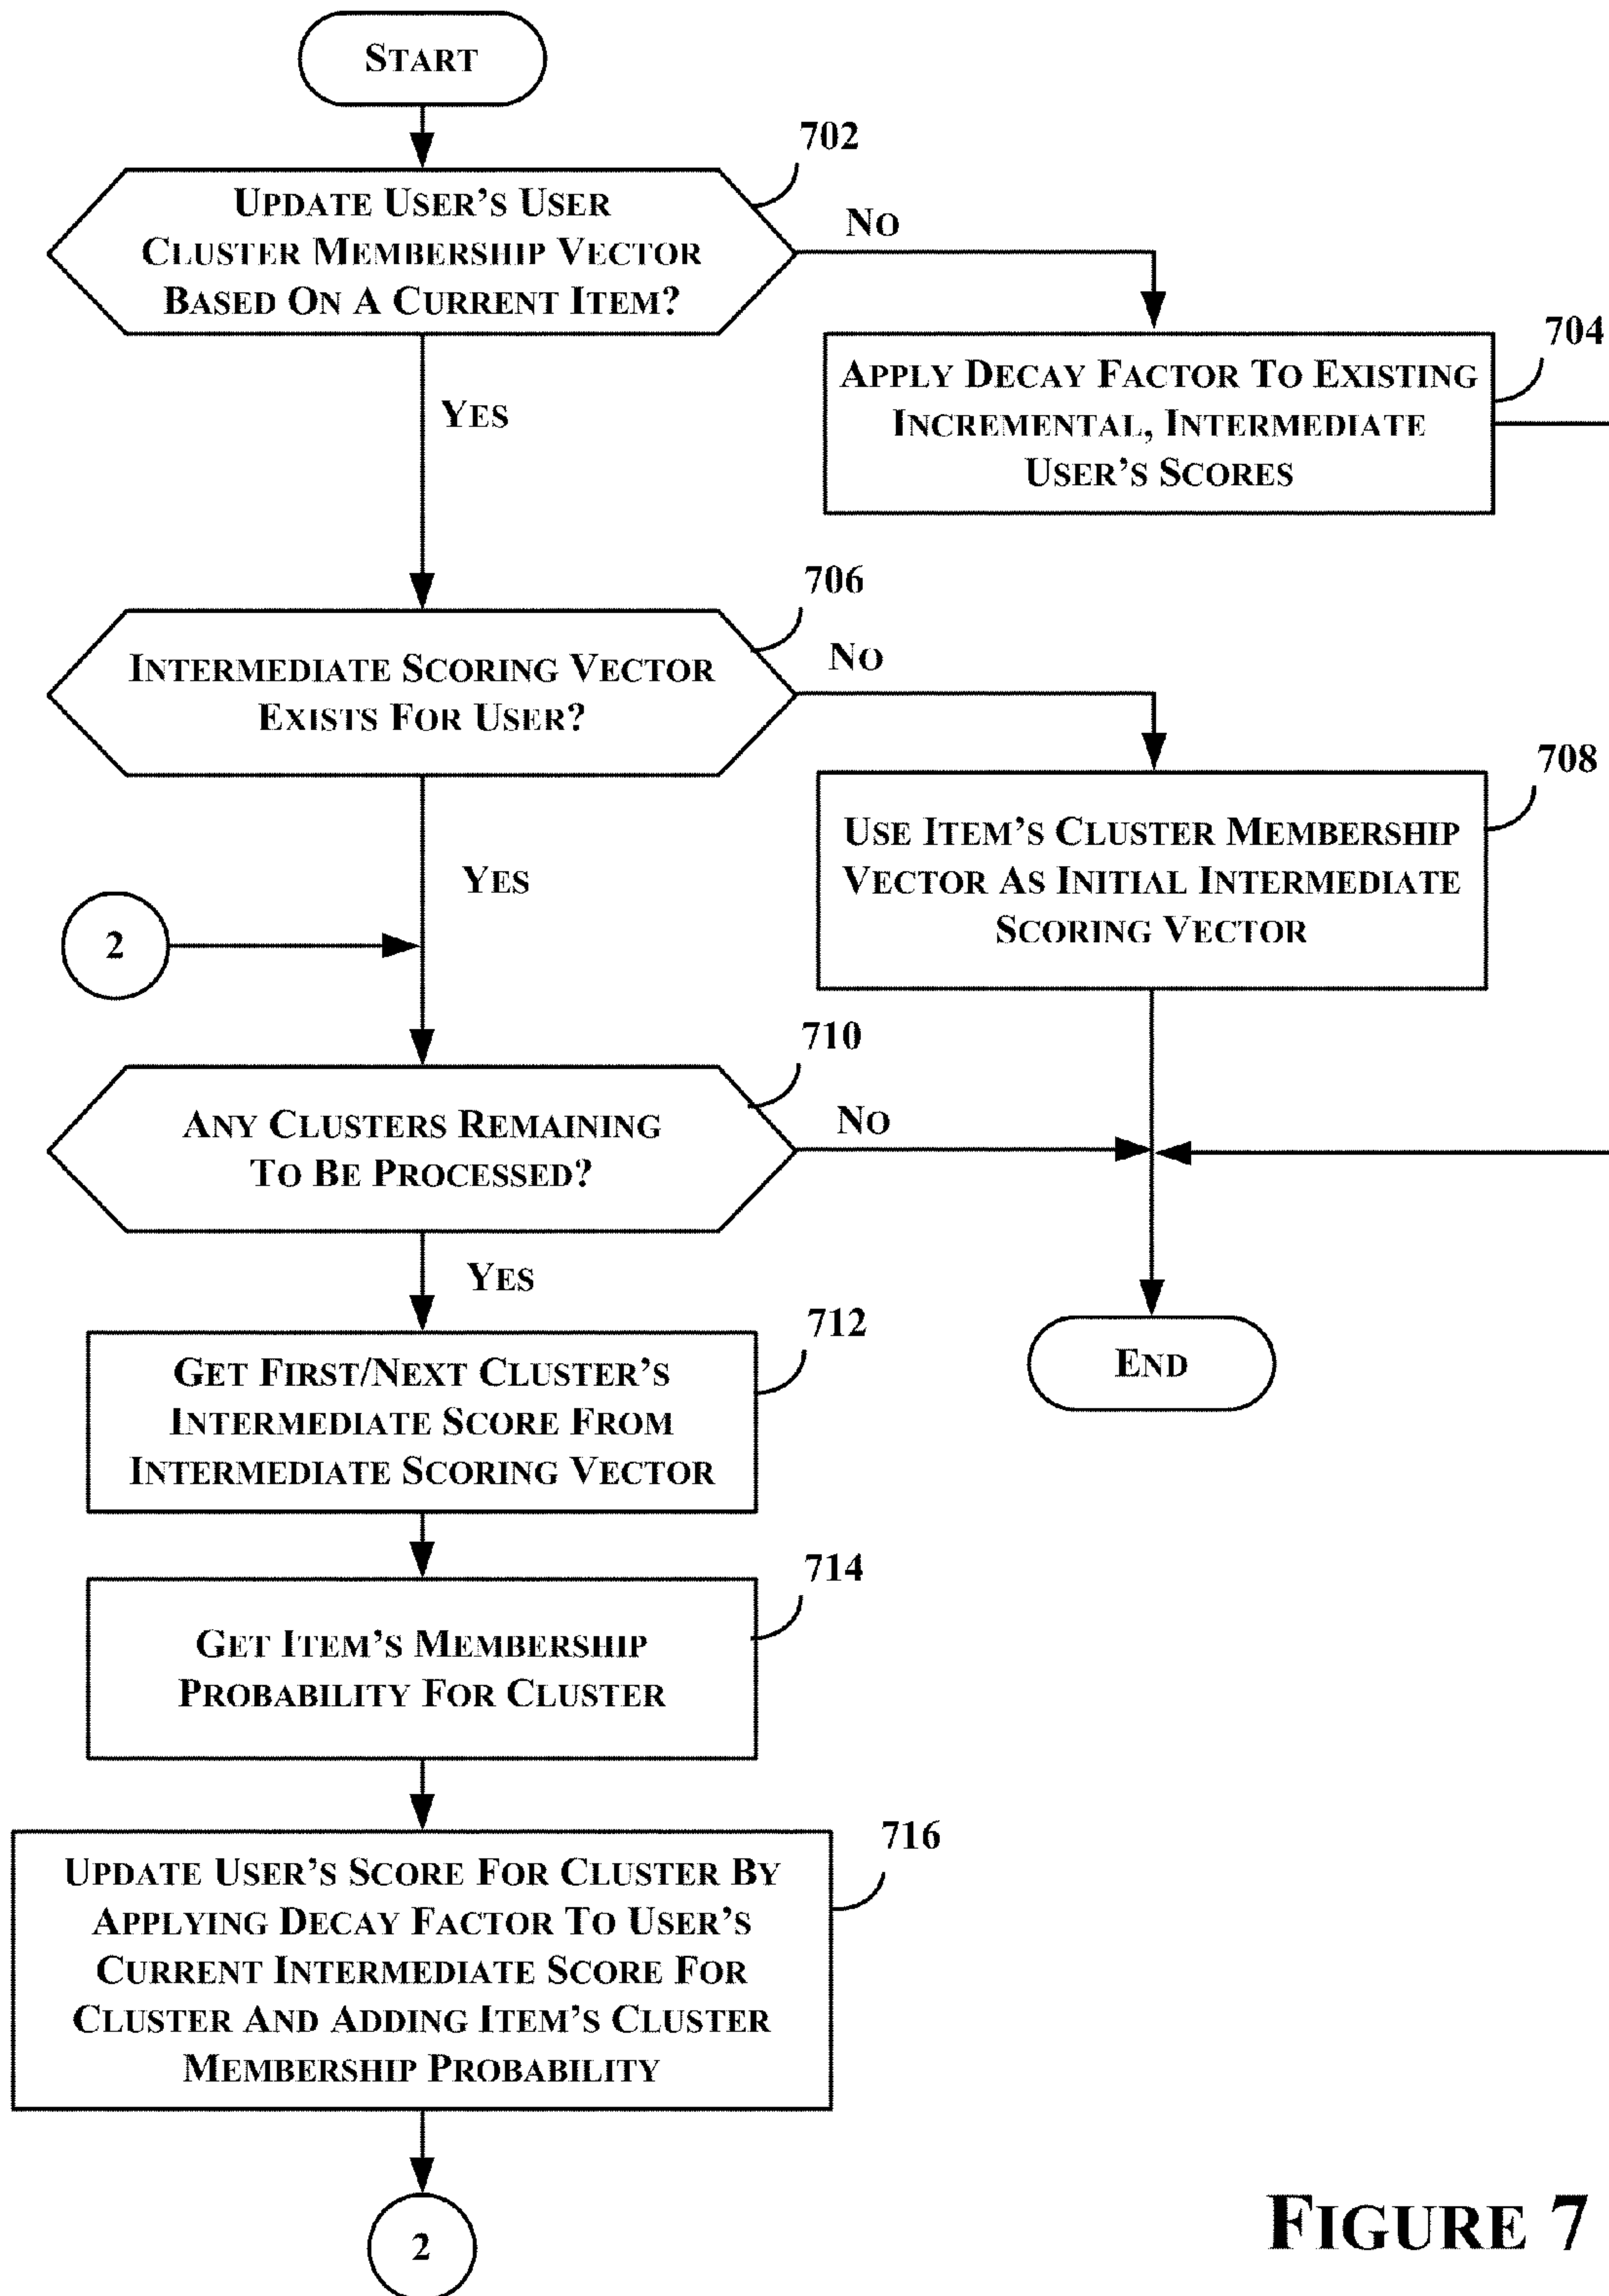 START
702
UPDATE USER'S USER
CLUSTER MEMBERSHIP VECTOR
BASED ON A CURRENT ITEM?
NO
YES
704
APPLY DECAY FACTOR TO EXISTING
INCREMENTAL, INTERMEDIATE
USER'S SCORES
706
INTERMEDIATE SCORING VECTOR
EXISTS FOR USER?
NO
YES
708
USE ITEM'S CLUSTER MEMBERSHIP
VECTOR AS INITIAL INTERMEDIATE
SCORING VECTOR
2
710
ANY CLUSTERS REMAINING
TO BE PROCESSED?
NO
YES
END
712
GET FIRST/NEXT CLUSTER'S
INTERMEDIATE SCORE FROM
INTERMEDIATE SCORING VECTOR
714
GET ITEM'S MEMBERSHIP
PROBABILITY FOR CLUSTER
716
UPDATE USER'S SCORE FOR CLUSTER BY
APPLYING DECAY FACTOR TO USER'S
CURRENT INTERMEDIATE SCORE FOR
CLUSTER AND ADDING ITEM'S CLUSTER
MEMBERSHIP PROBABILITY
2
FIGURE 7